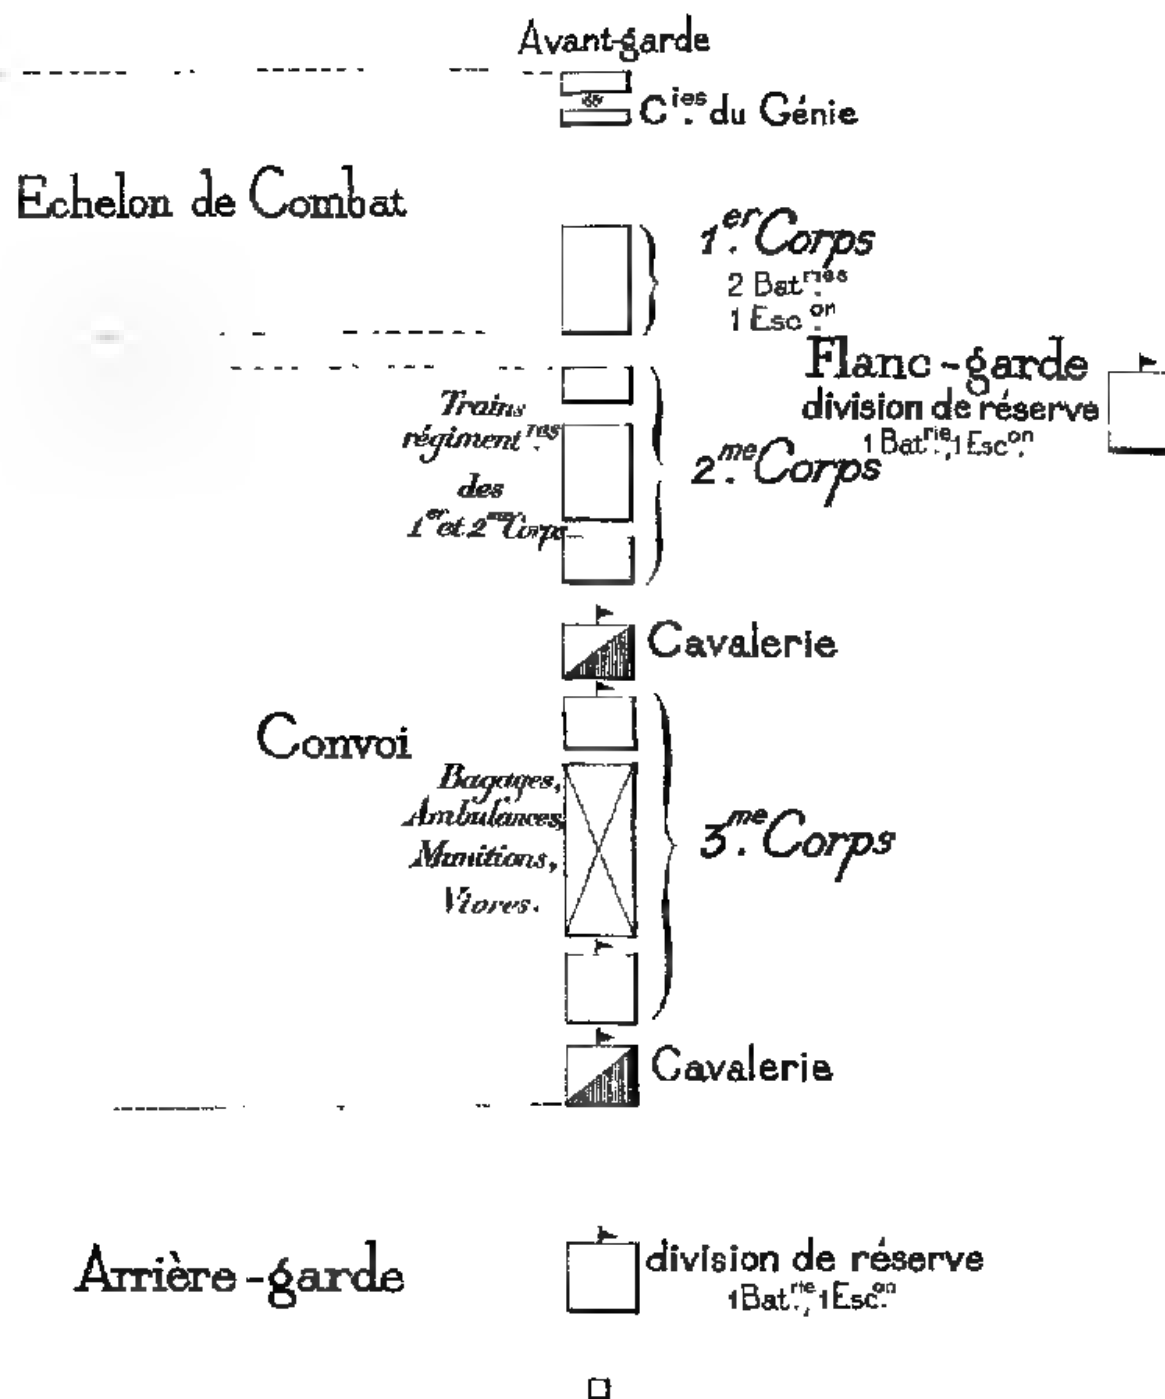 Avant-garde
Cies. du Génie
Echelon de Combat
1er. Corps
2 Batries.
1 Escon.
Flanc-garde
division de réserve
1 Batrie., 1 Escon.
Trains
régimentres.
des
1er et 2me Corps
2me. Corps
Cavalerie
Convoi
Bagages,
Ambulances,
Munitions,
Vivres.
3me. Corps
Cavalerie
Arrière-garde
division de réserve
1 Batrie., 1 Escon.